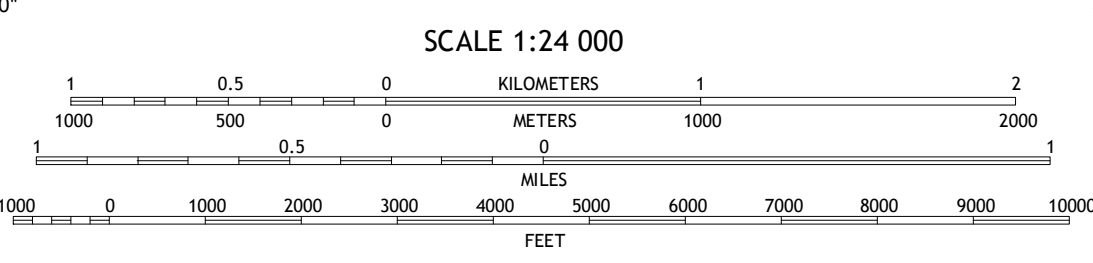 0"
SCALE 1:24 000
1 0.5 0 KILOMETERS 1 2
1000 500 0 METERS 1000 2000
1 0.5 0 1
MILES
1000 0 1000 2000 3000 4000 5000 6000 7000 8000 9000 10000
FEET